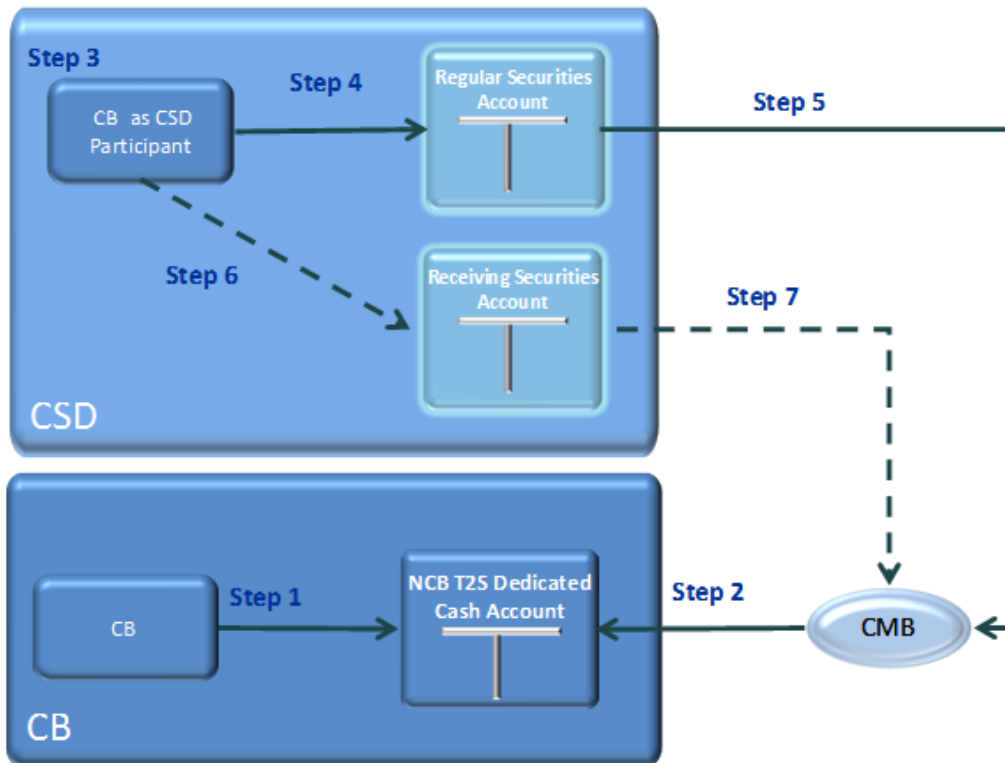 Step 3
CB as CSD
Participant
Step 4
Regular Securities
Account
Step 5
Step 6
Receiving Securities
Account
Step 7
CSD
CB
Step 1
NCB T2S Dedicated
Cash Account
Step 2
CMB
CB